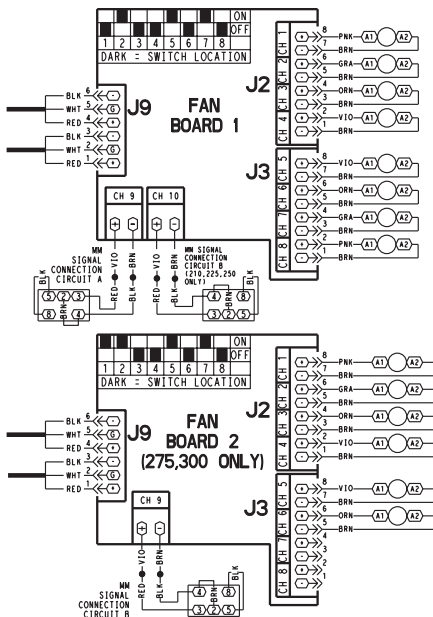 ON
OFF
1 2 3 4 5 6 7 8
DARK = SWITCH LOCATION
FAN
BOARD 1
J9
BLK 6 -
WHT 5 G
RED 4 +
BLK 3 -
WHT 2 G
RED 1 +
J2
CH 1
CH 2
CH 3
CH 4
+ 8 PNK A1 A2
- 7 BRN
+ 6 GRA A1 A2
- 5 BRN
+ 4 ORN A1 A2
- 3 BRN
+ 2 VIO A1 A2
- 1 BRN
J3
CH 5
CH 6
CH 7
CH 8
+ 8 VIO A1 A2
- 7 BRN
+ 6 ORN A1 A2
- 5 BRN
+ 4 GRA A1 A2
- 3 BRN
+ 2 PNK A1 A2
- 1 BRN
CH 9
+ -
CH 10
+ -
MM
SIGNAL
CONNECTION
CIRCUIT A
VIO
RED
BRN
BLK
BLK
5 2 3
BRN
8 4
VIO
RED
BRN
BLK
MM SIGNAL
CONNECTION
CIRCUIT B
(210,225,250
ONLY)
BLK
4 8
BRN
3 2 5
ON
OFF
1 2 3 4 5 6 7 8
DARK = SWITCH LOCATION
FAN
BOARD 2
(275,300 ONLY)
J9
BLK 6 -
WHT 5 G
RED 4 +
BLK 3 -
WHT 2 G
RED 1 +
J2
CH 1
CH 2
CH 3
CH 4
+ 8 PNK A1 A2
- 7 BRN
+ 6 GRA A1 A2
- 5 BRN
+ 4 ORN A1 A2
- 3 BRN
+ 2 VIO A1 A2
- 1 BRN
J3
CH 5
CH 6
CH 7
CH 8
+ 8 VIO A1 A2
- 7 BRN
+ 6 ORN A1 A2
- 5 BRN
+ 4
- 3
+ 2
- 1
CH 9
+ -
VIO
RED
BRN
BLK
MM
SIGNAL
CONNECTION
CIRCUIT B
BLK
4 8
BRN
3 2 5